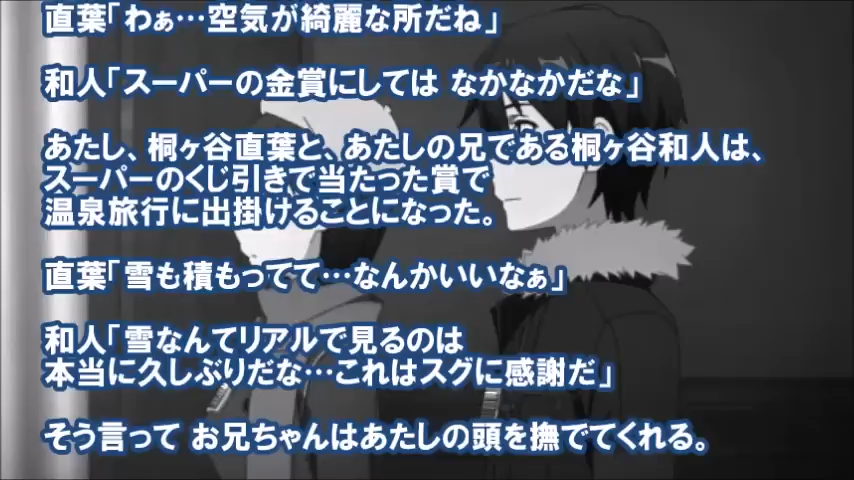 直葉「わぁ…空気が綺麗な所だね」
和人「スーパーの金賞にしては なかなかだな」
あたし、桐ヶ谷直葉と、あたしの兄である桐ヶ谷和人は、
スーパーのくじ引きで当たった賞で
温泉旅行に出掛けることになった。
直葉「雪も積もってて…なんかいいなぁ」
和人「雪なんてリアルで見るのは
本当に久しぶりだな…これはスグに感謝だ」
そう言って お兄ちゃんはあたしの頭を撫でてくれる。